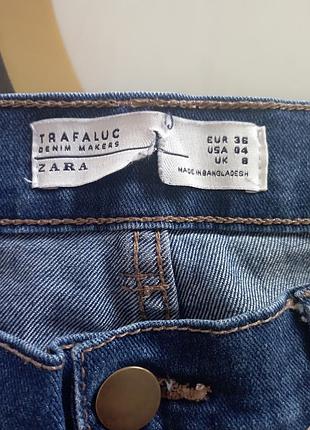 TRAFALUC
DENIM MAKERS
ZARA
EUR 36
USA 04
UK 8
MADE IN BANGLADESH